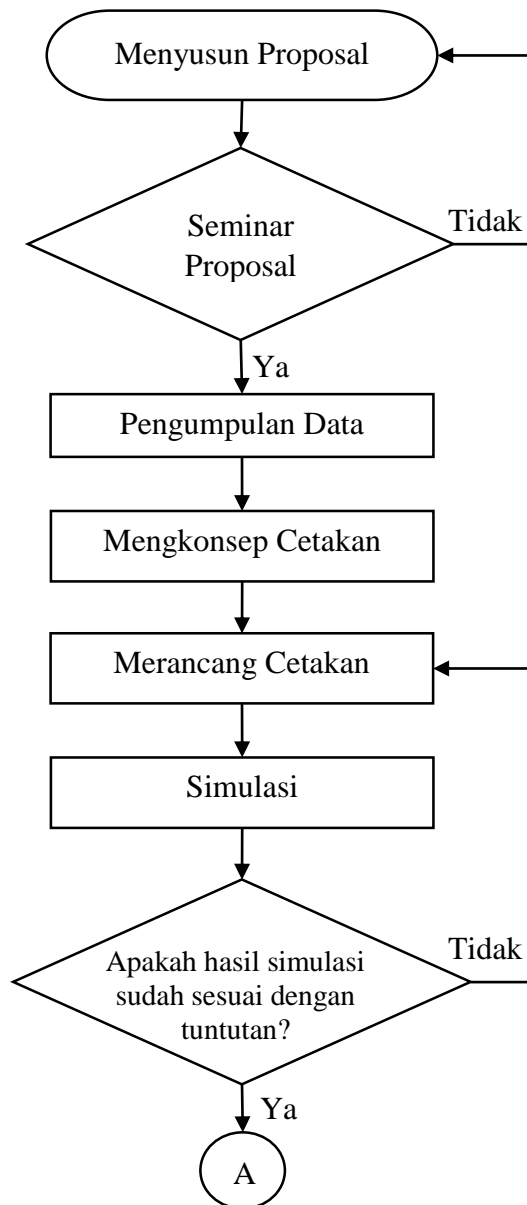 Menyusun Proposal
Seminar
Proposal
Tidak
Ya
Pengumpulan Data
Mengkonsep Cetakan
Merancang Cetakan
Simulasi
Apakah hasil simulasi
sudah sesuai dengan
tuntutan?
Tidak
Ya
A